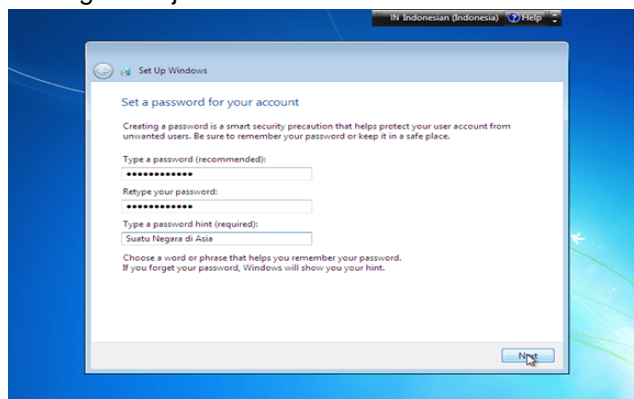 IN Indonesian (Indonesia) Help
Set Up Windows
Set a password for your account
Creating a password is a smart security precaution that helps protect your user account from
unwanted users. Be sure to remember your password or keep it in a safe place.
Type a password (recommended):
••••••••••••
Retype your password:
••••••••••••
Type a password hint (required):
Suatu Negara di Asia
Choose a word or phrase that helps you remember your password.
If you forget your password, Windows will show you your hint.
Next